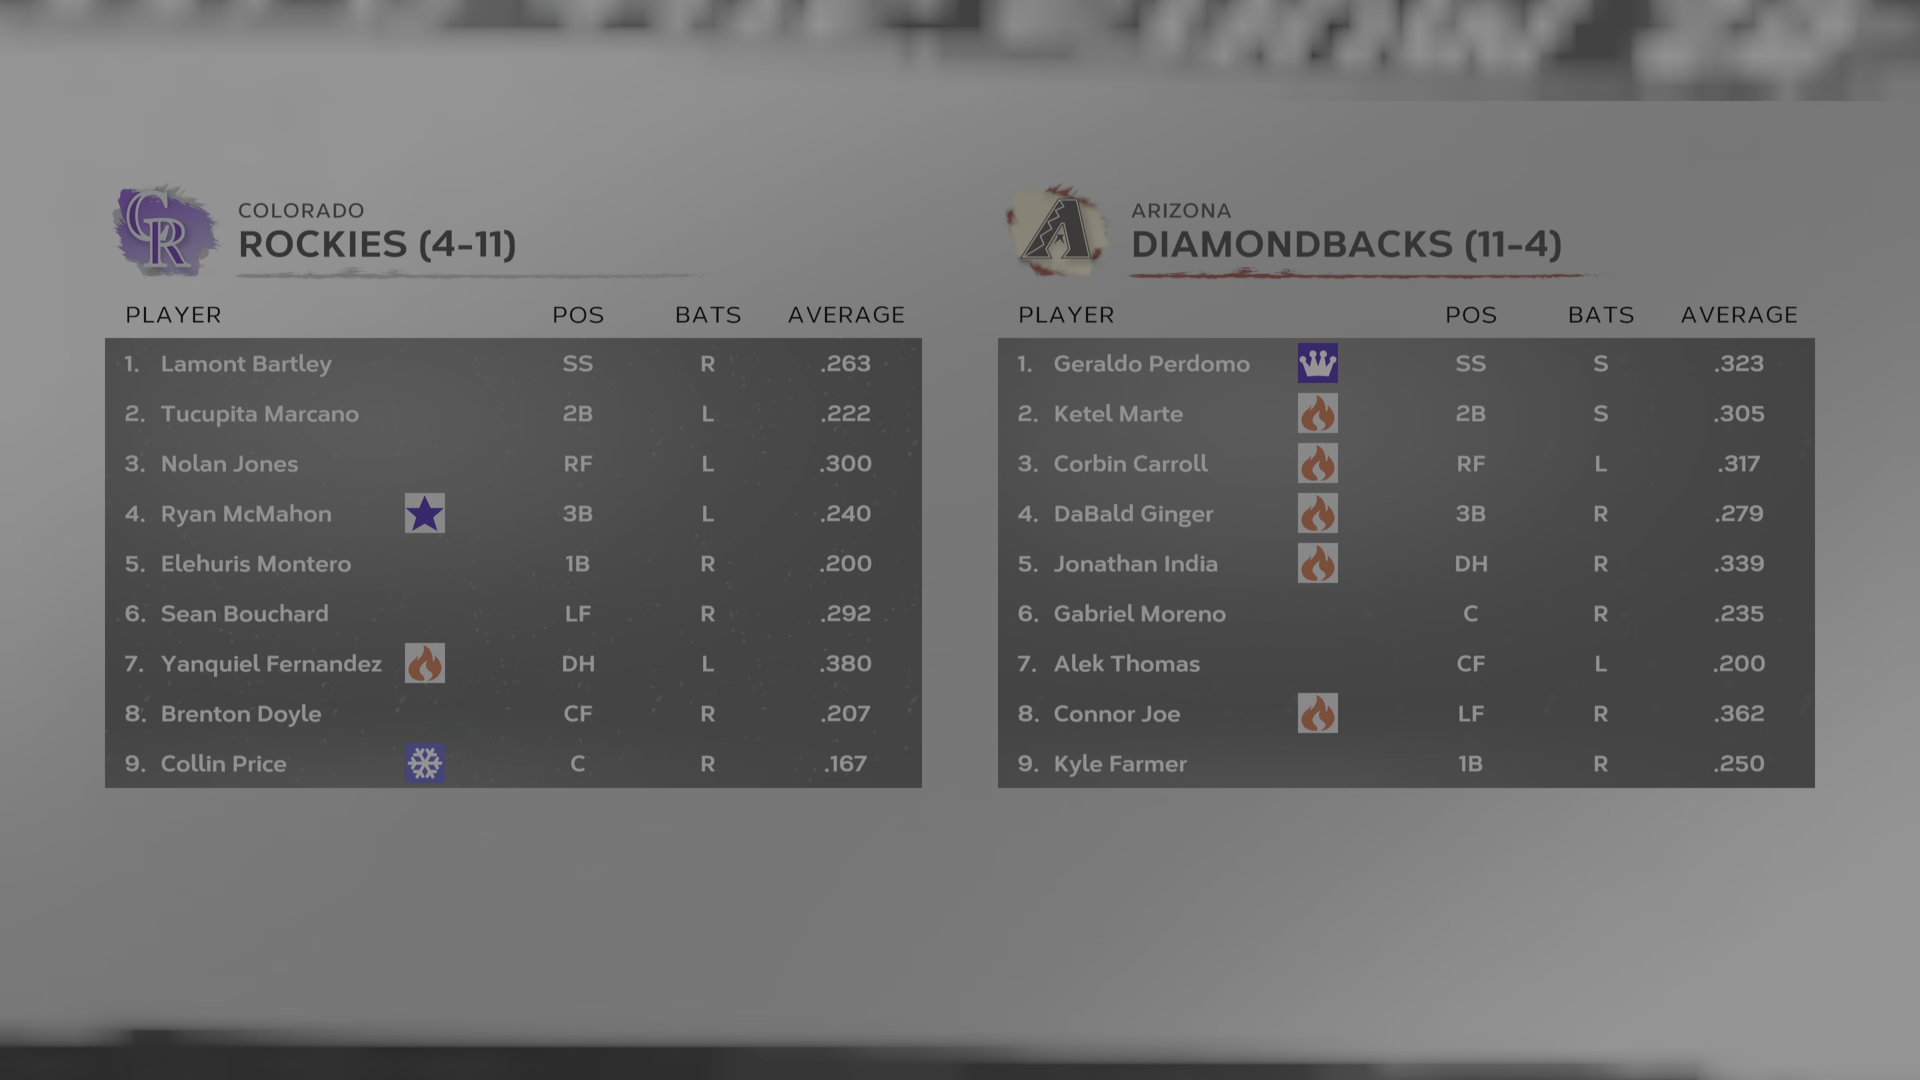 COLORADO
ROCKIES (4-11)
PLAYER POS BATS AVERAGE
1. Lamont Bartley SS R .263
2. Tucupita Marcano 2B L .222
3. Nolan Jones RF L .300
4. Ryan McMahon 3B L .240
5. Elehuris Montero 1B R .200
6. Sean Bouchard LF R .292
7. Yanquiel Fernandez DH L .380
8. Brenton Doyle CF R .207
9. Collin Price C R .167
ARIZONA
DIAMONDBACKS (11-4)
PLAYER POS BATS AVERAGE
1. Geraldo Perdomo SS S .323
2. Ketel Marte 2B S .305
3. Corbin Carroll RF L .317
4. DaBald Ginger 3B R .279
5. Jonathan India DH R .339
6. Gabriel Moreno C R .235
7. Alek Thomas CF L .200
8. Connor Joe LF R .362
9. Kyle Farmer 1B R .250